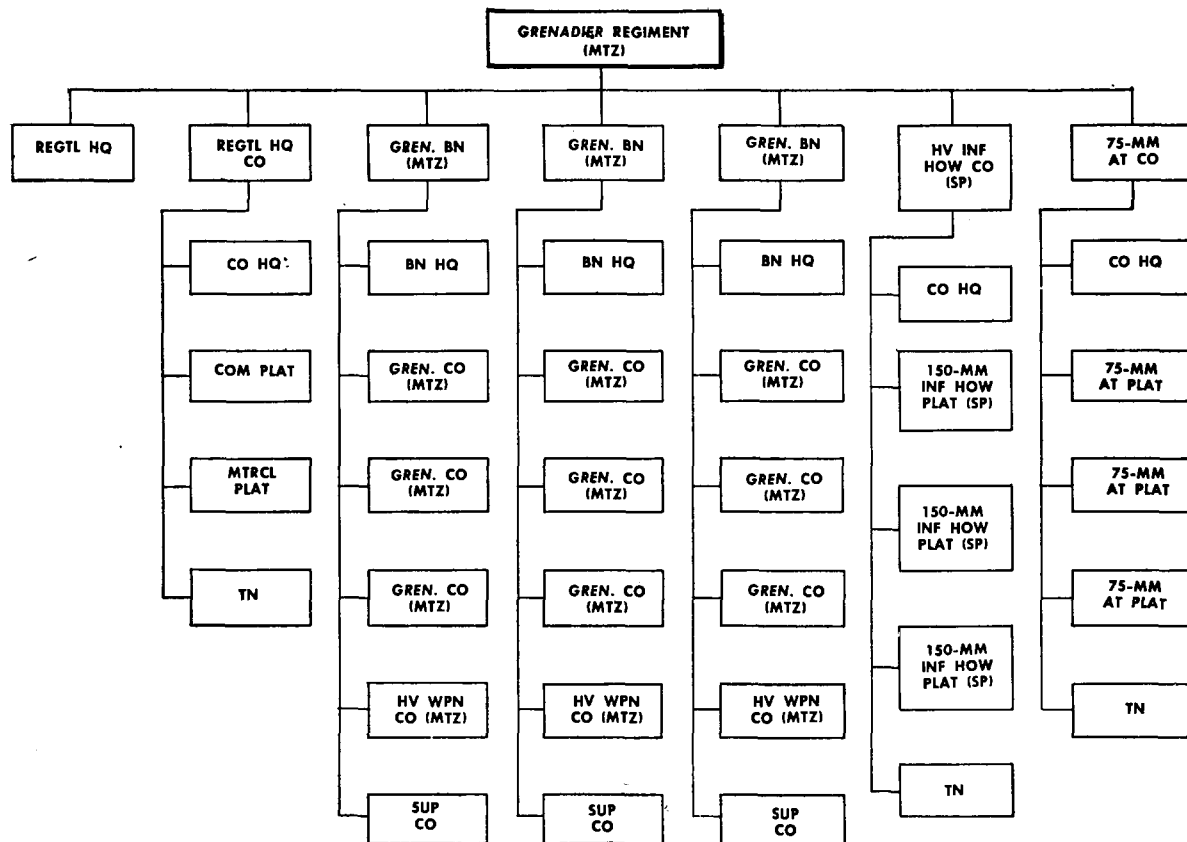 GRENADIER REGIMENT
(MTZ)
REGTL HQ
REGTL HQ
CO
GREN. BN
(MTZ)
GREN. BN
(MTZ)
GREN. BN
(MTZ)
HV INF
HOW CO
(SP)
75-MM
AT CO
CO HQ
COM PLAT
MTRCL
PLAT
TN
BN HQ
GREN. CO
(MTZ)
GREN. CO
(MTZ)
GREN. CO
(MTZ)
HV WPN
CO (MTZ)
SUP
CO
BN HQ
GREN. CO
(MTZ)
GREN. CO
(MTZ)
GREN. CO
(MTZ)
HV WPN
CO (MTZ)
SUP
CO
BN HQ
GREN. CO
(MTZ)
GREN. CO
(MTZ)
GREN. CO
(MTZ)
HV WPN
CO (MTZ)
SUP
CO
CO HQ
150-MM
INF HOW
PLAT (SP)
150-MM
INF HOW
PLAT (SP)
150-MM
INF HOW
PLAT (SP)
TN
CO HQ
75-MM
AT PLAT
75-MM
AT PLAT
75-MM
AT PLAT
TN